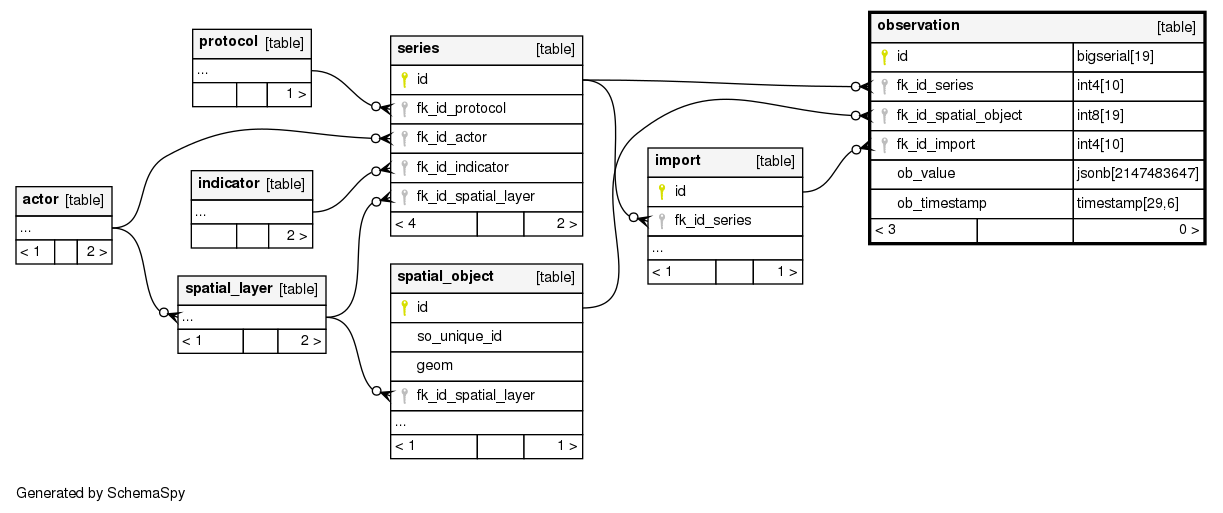 protocol [table]
...
1 >
series [table]
id
fk_id_protocol
fk_id_actor
fk_id_indicator
fk_id_spatial_layer
< 4 2 >
observation [table]
id bigserial[19]
fk_id_series int4[10]
fk_id_spatial_object int8[19]
fk_id_import int4[10]
ob_value jsonb[2147483647]
ob_timestamp timestamp[29,6]
< 3 0 >
import [table]
id
fk_id_series
...
< 1 1 >
indicator [table]
...
2 >
actor [table]
...
< 1 2 >
spatial_layer [table]
...
< 1 2 >
spatial_object [table]
id
so_unique_id
geom
fk_id_spatial_layer
...
< 1 1 >
Generated by SchemaSpy